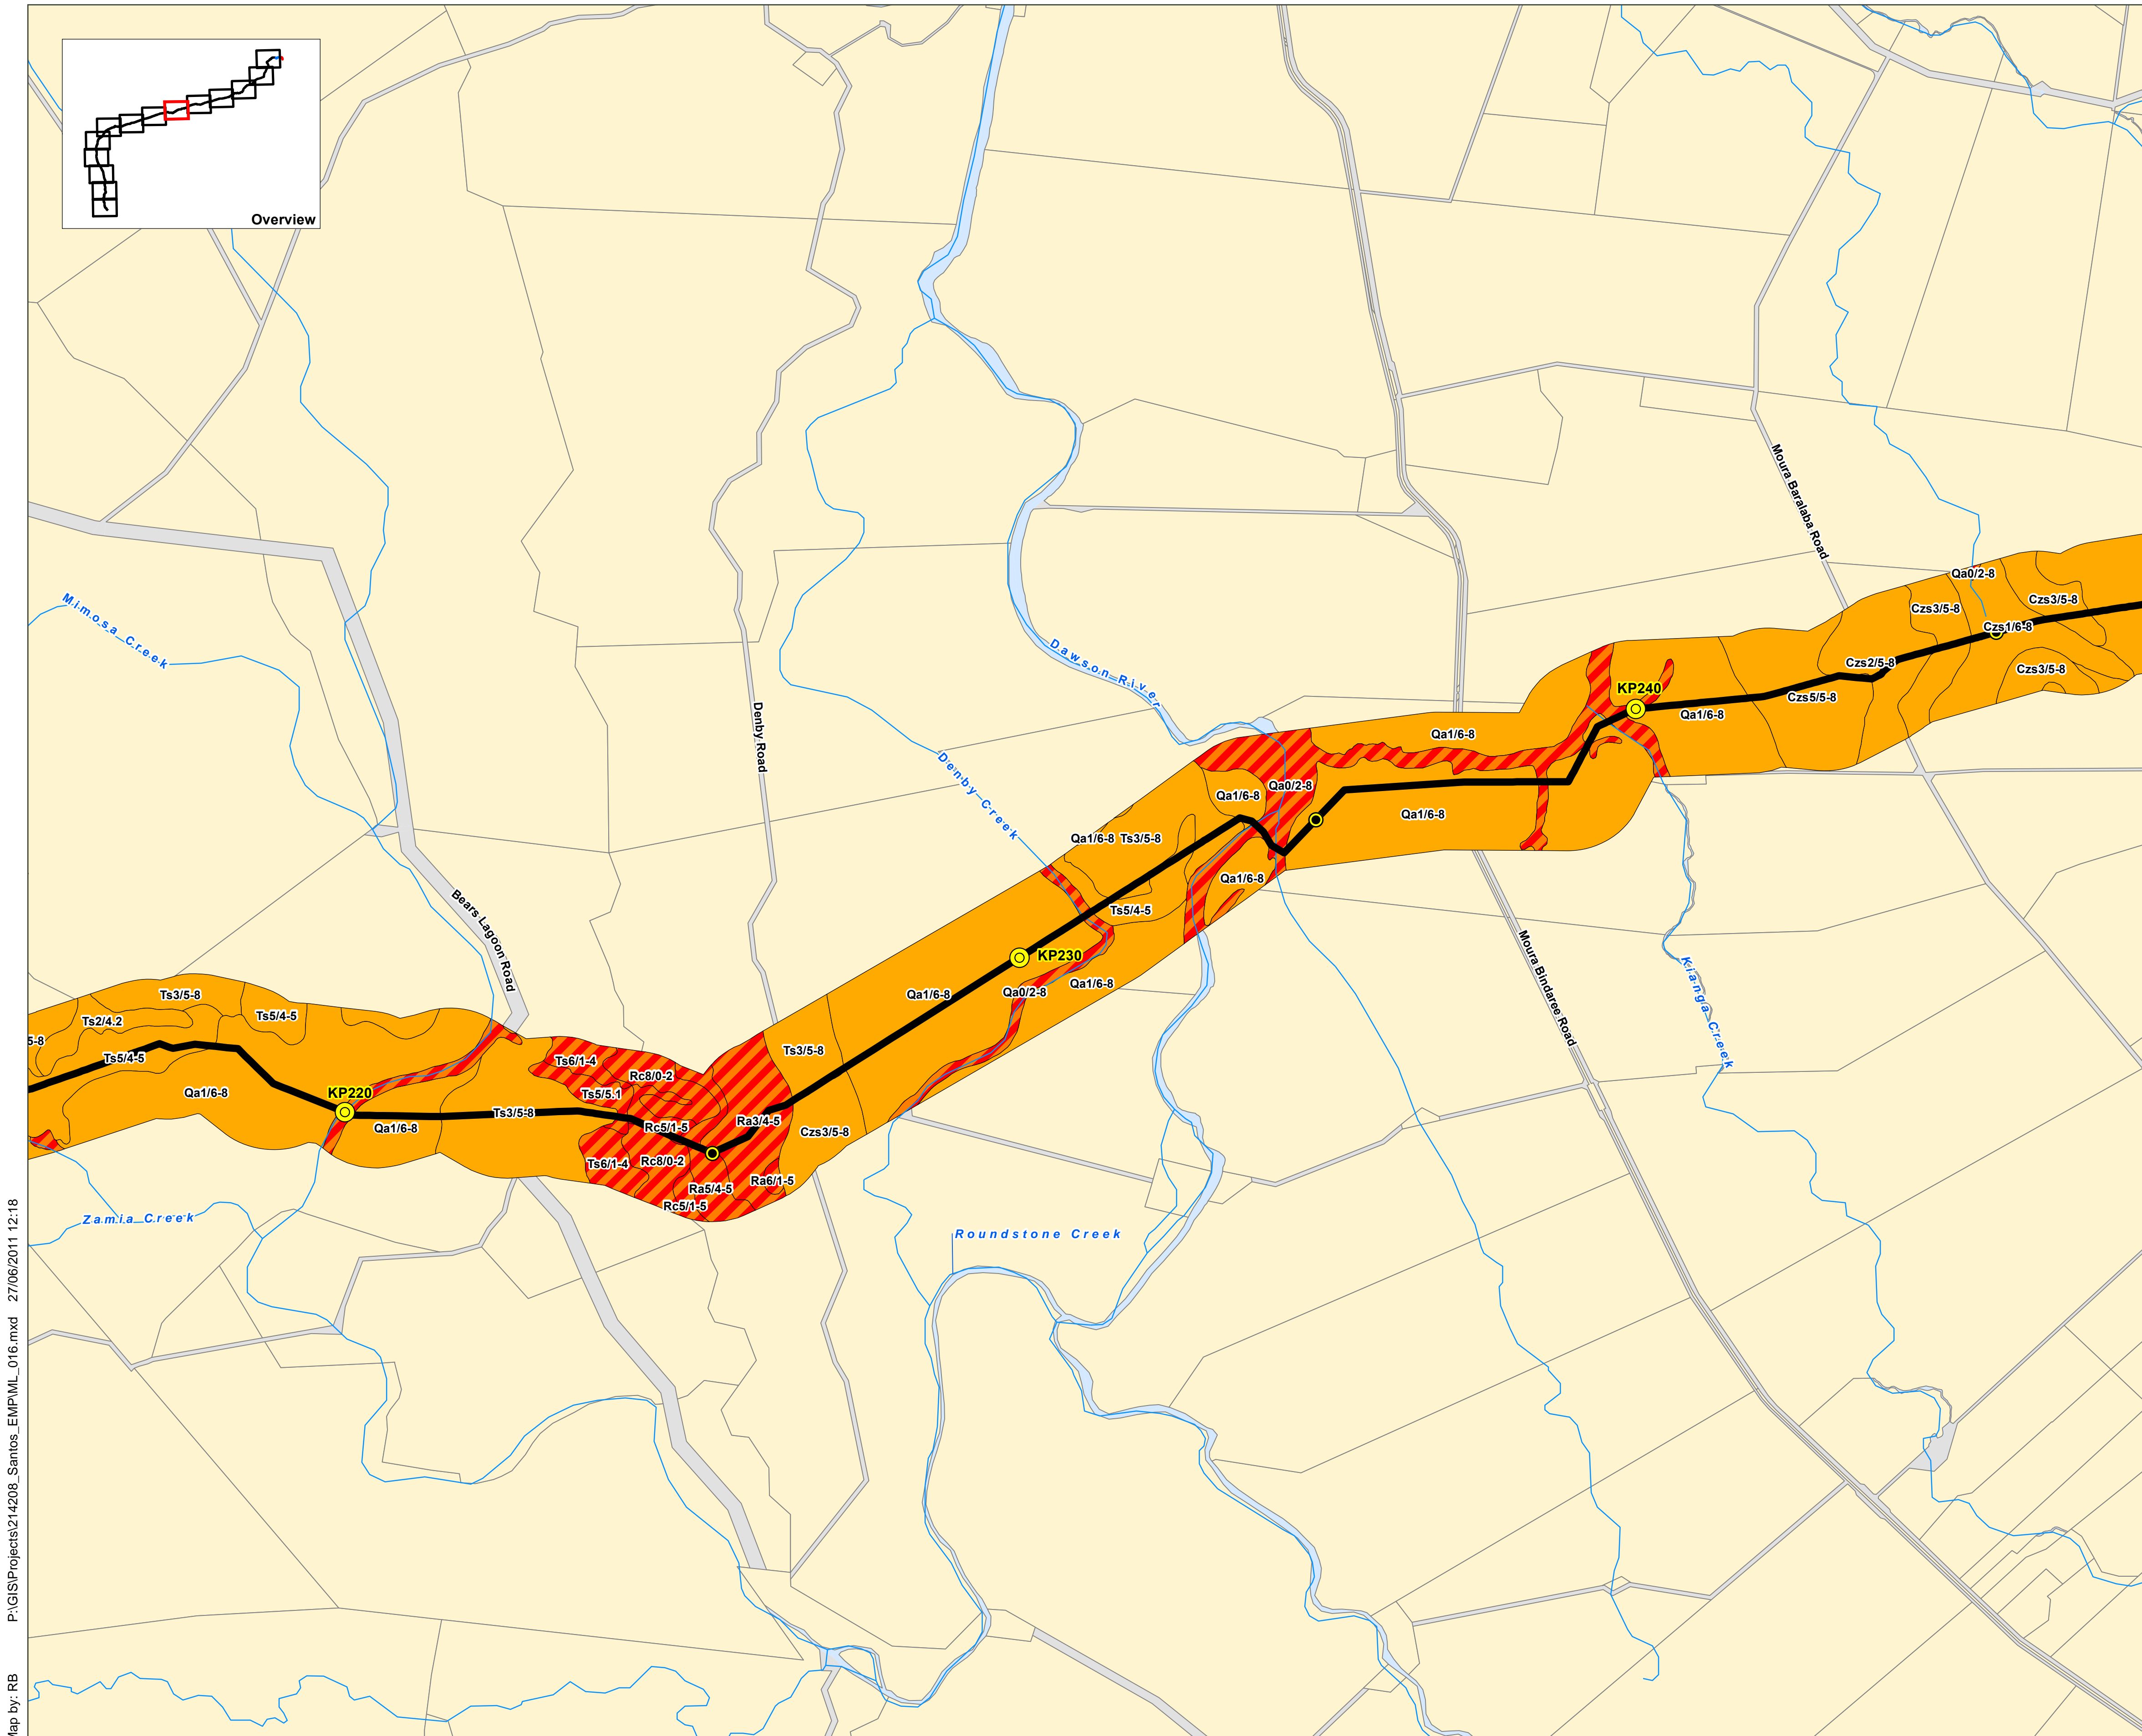 Overview
Moura Baralaba Road
Qa0/2-8
Czs3/5-8
Czs3/5-8
Czs1/6-8
Mimosa Creek
Dawson River
Czs2/5-8
Czs3/5-8
KP240
Czs5/5-8
Qa1/6-8
Denby Road
Qa1/6-8
Denby Creek
Qa0/2-8
Qa1/6-8
Qa1/6-8
Qa1/6-8 Ts3/5-8
Qa1/6-8
Bears Lagoon Road
Ts5/4-5
Moura Bindaree Road
Kianga Creek
KP230
Qa1/6-8
Qa0/2-8
Qa1/6-8
Ts3/5-8
Ts2/4.2
Ts5/4-5
5-8
Ts5/4-5
Ts3/5-8
Ts6/1-4
Rc8/0-2
KP220
Qa1/6-8
Ts5/5.1
Ts3/5-8
Ra3/4-5
Qa1/6-8
Rc5/1-5
Czs3/5-8
Ts6/1-4
Rc8/0-2
Ra6/1-5
Ra5/4-5
Rc5/1-5
Zamia Creek
Roundstone Creek
Map by: RB P:\GIS\Projects\214208_Santos_EMP\ML_016.mxd 27/06/2011 12:18